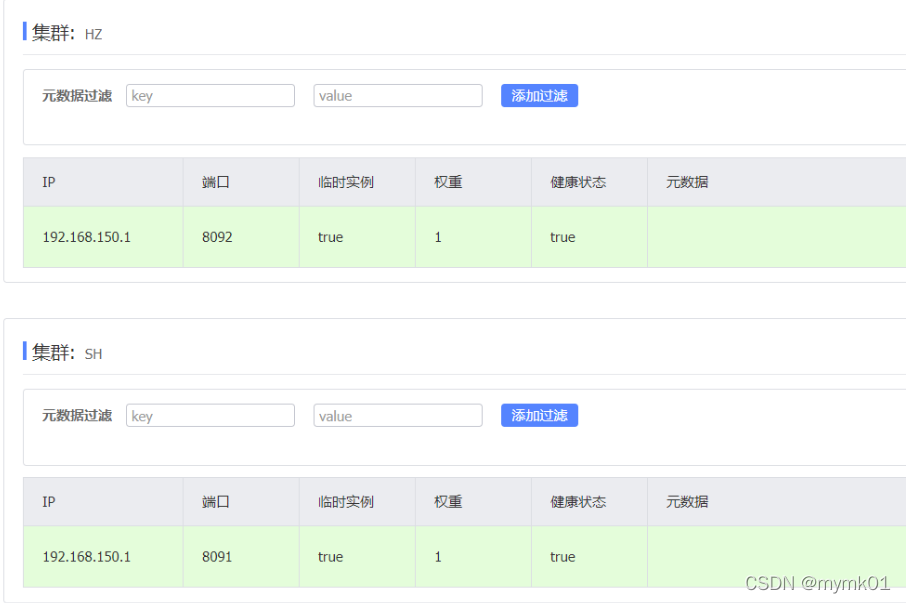 集群: HZ
元数据过滤 key value 添加过滤
IP 端口 临时实例 权重 健康状态 元数据
192.168.150.1 8092 true 1 true
集群: SH
元数据过滤 key value 添加过滤
IP 端口 临时实例 权重 健康状态 元数据
192.168.150.1 8091 true 1 true
CSDN @mymk01